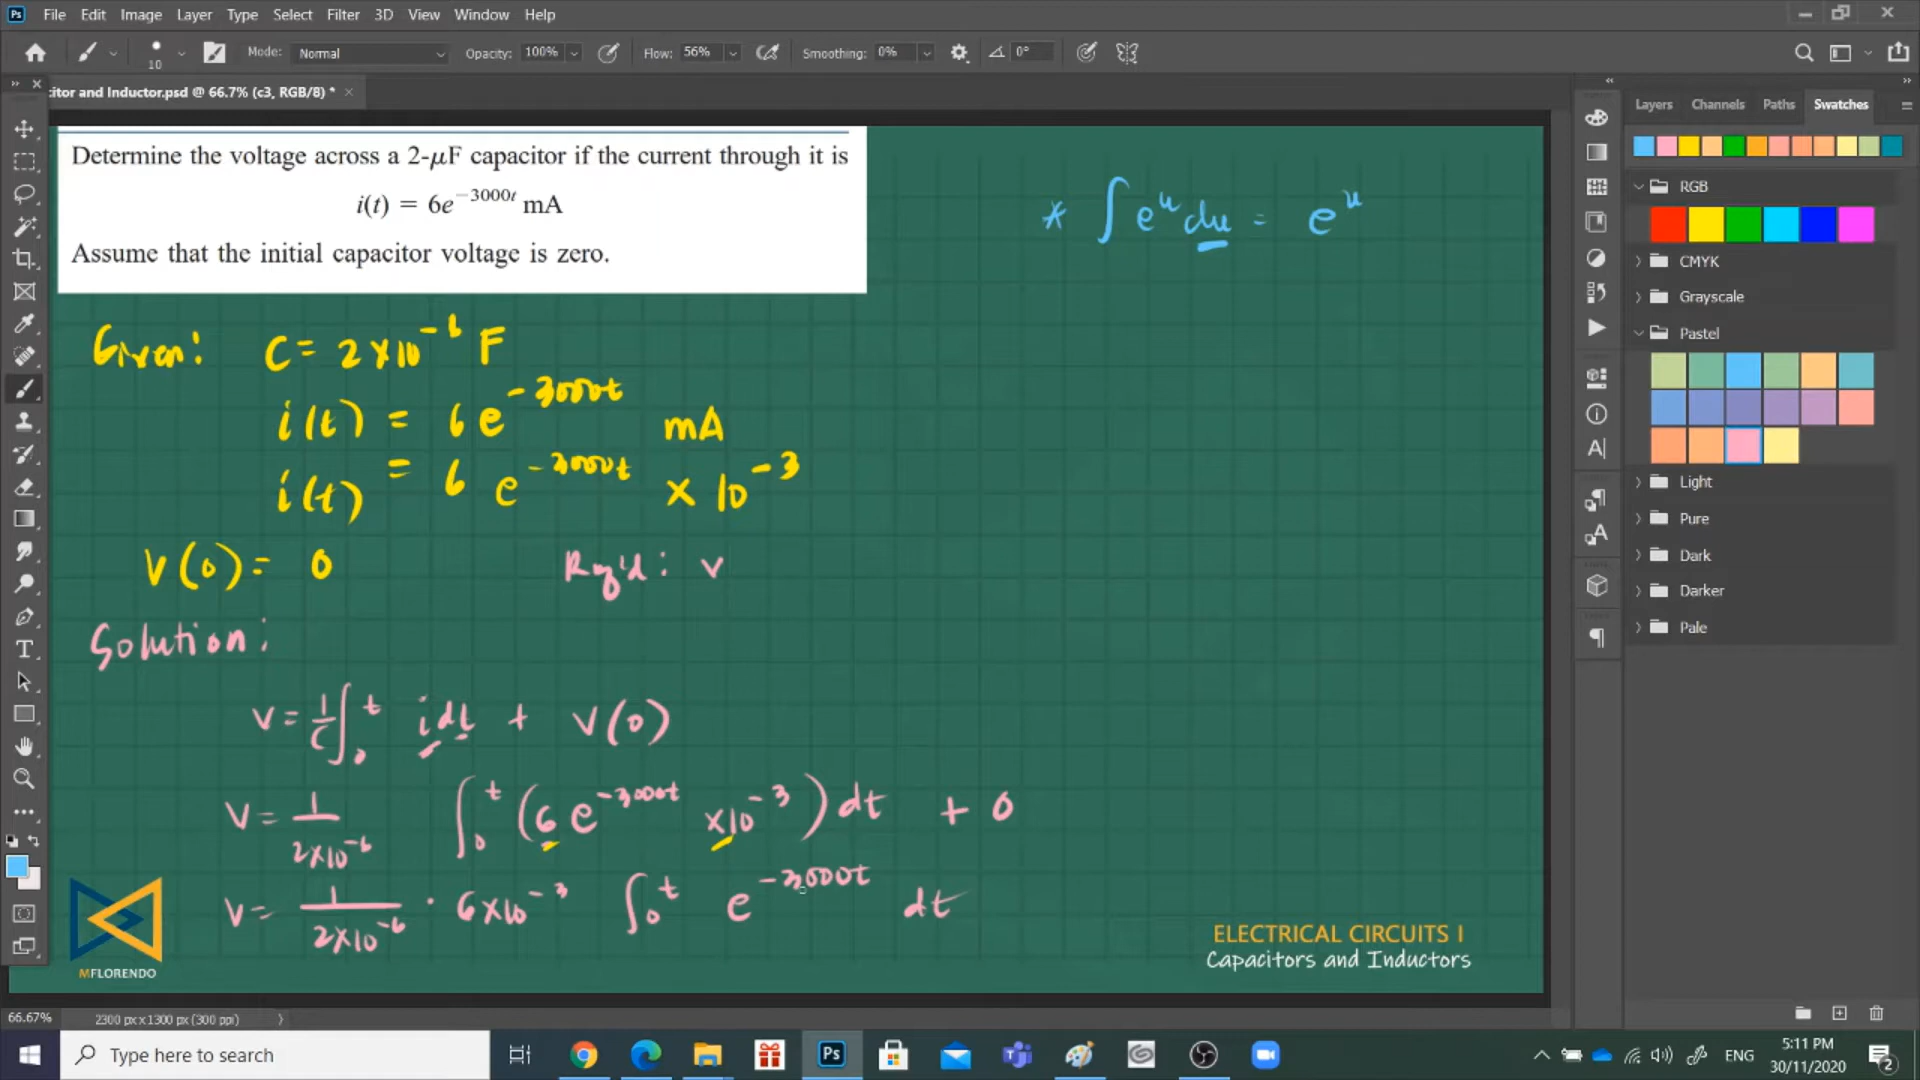 Ps File Edit Image Layer Type Select Filter 3D View Window Help
10 Mode: Normal Opacity: 100% Flow: 56% Smoothing: 0% 0°
itor and Inductor.psd @ 66.7% (c3, RGB/8) *
Layers Channels Paths Swatches
Determine the voltage across a 2-μF capacitor if the current through it is
i(t) = 6e^{-3000t} mA
Assume that the initial capacitor voltage is zero.
* ∫ e^u du = e^u
Given: C = 2×10^{-6} F
i(t) = 6e^{-3000t} mA
i(t) = 6 e^{-3000t} × 10^{-3}
V(0) = 0 Req'd: v
Solution:
v = 1/C ∫_0^t i dt + v(0)
v = 1/(2×10^{-6}) ∫_0^t (6 e^{-3000t} ×10^{-3}) dt + 0
v = 1/(2×10^{-6}) · 6×10^{-3} ∫_0^t e^{-3000t} dt
MFLORENDO
ELECTRICAL CIRCUITS I
Capacitors and Inductors
RGB
CMYK
Grayscale
Pastel
Light
Pure
Dark
Darker
Pale
66.67% 2300 px x 1300 px (300 ppi)
Type here to search
Ps
ENG
5:11 PM
30/11/2020
2